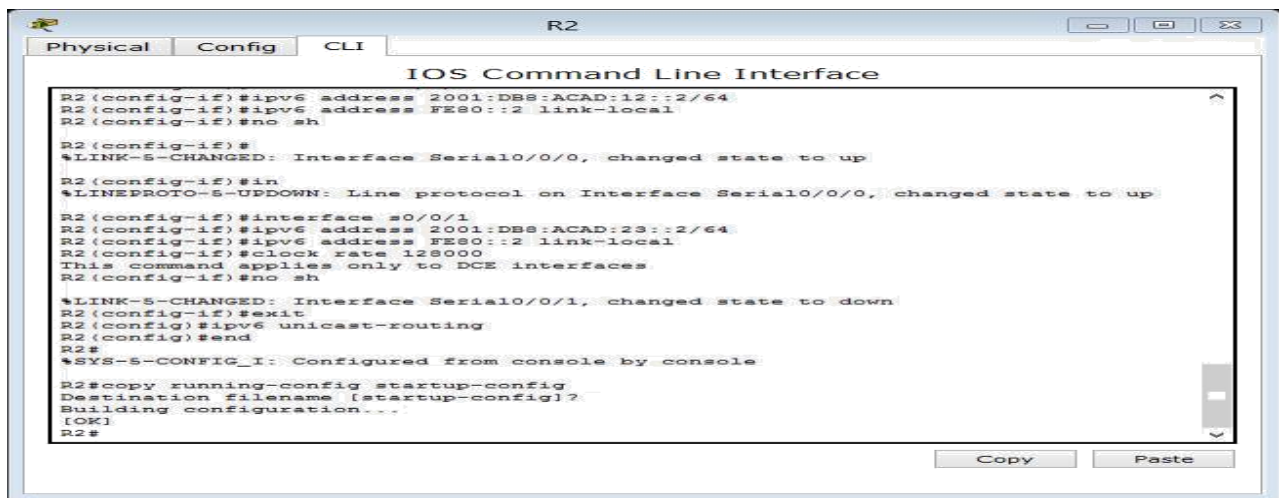 R2
Physical Config CLI
IOS Command Line Interface
R2(config-if)#ipv6 address 2001:DB8:ACAD:12::2/64
R2(config-if)#ipv6 address FE80::2 link-local
R2(config-if)#no sh
R2(config-if)#
%LINK-5-CHANGED: Interface Serial0/0/0, changed state to up
R2(config-if)#in
%LINEPROTO-5-UPDOWN: Line protocol on Interface Serial0/0/0, changed state to up
R2(config-if)#interface s0/0/1
R2(config-if)#ipv6 address 2001:DB8:ACAD:23::2/64
R2(config-if)#ipv6 address FE80::2 link-local
R2(config-if)#clock rate 128000
This command applies only to DCE interfaces
R2(config-if)#no sh
%LINK-5-CHANGED: Interface Serial0/0/1, changed state to down
R2(config-if)#exit
R2(config)#ipv6 unicast-routing
R2(config)#end
R2#
%SYS-5-CONFIG_I: Configured from console by console
R2#copy running-config startup-config
Destination filename [startup-config]?
Building configuration...
[OK]
R2#
Copy Paste